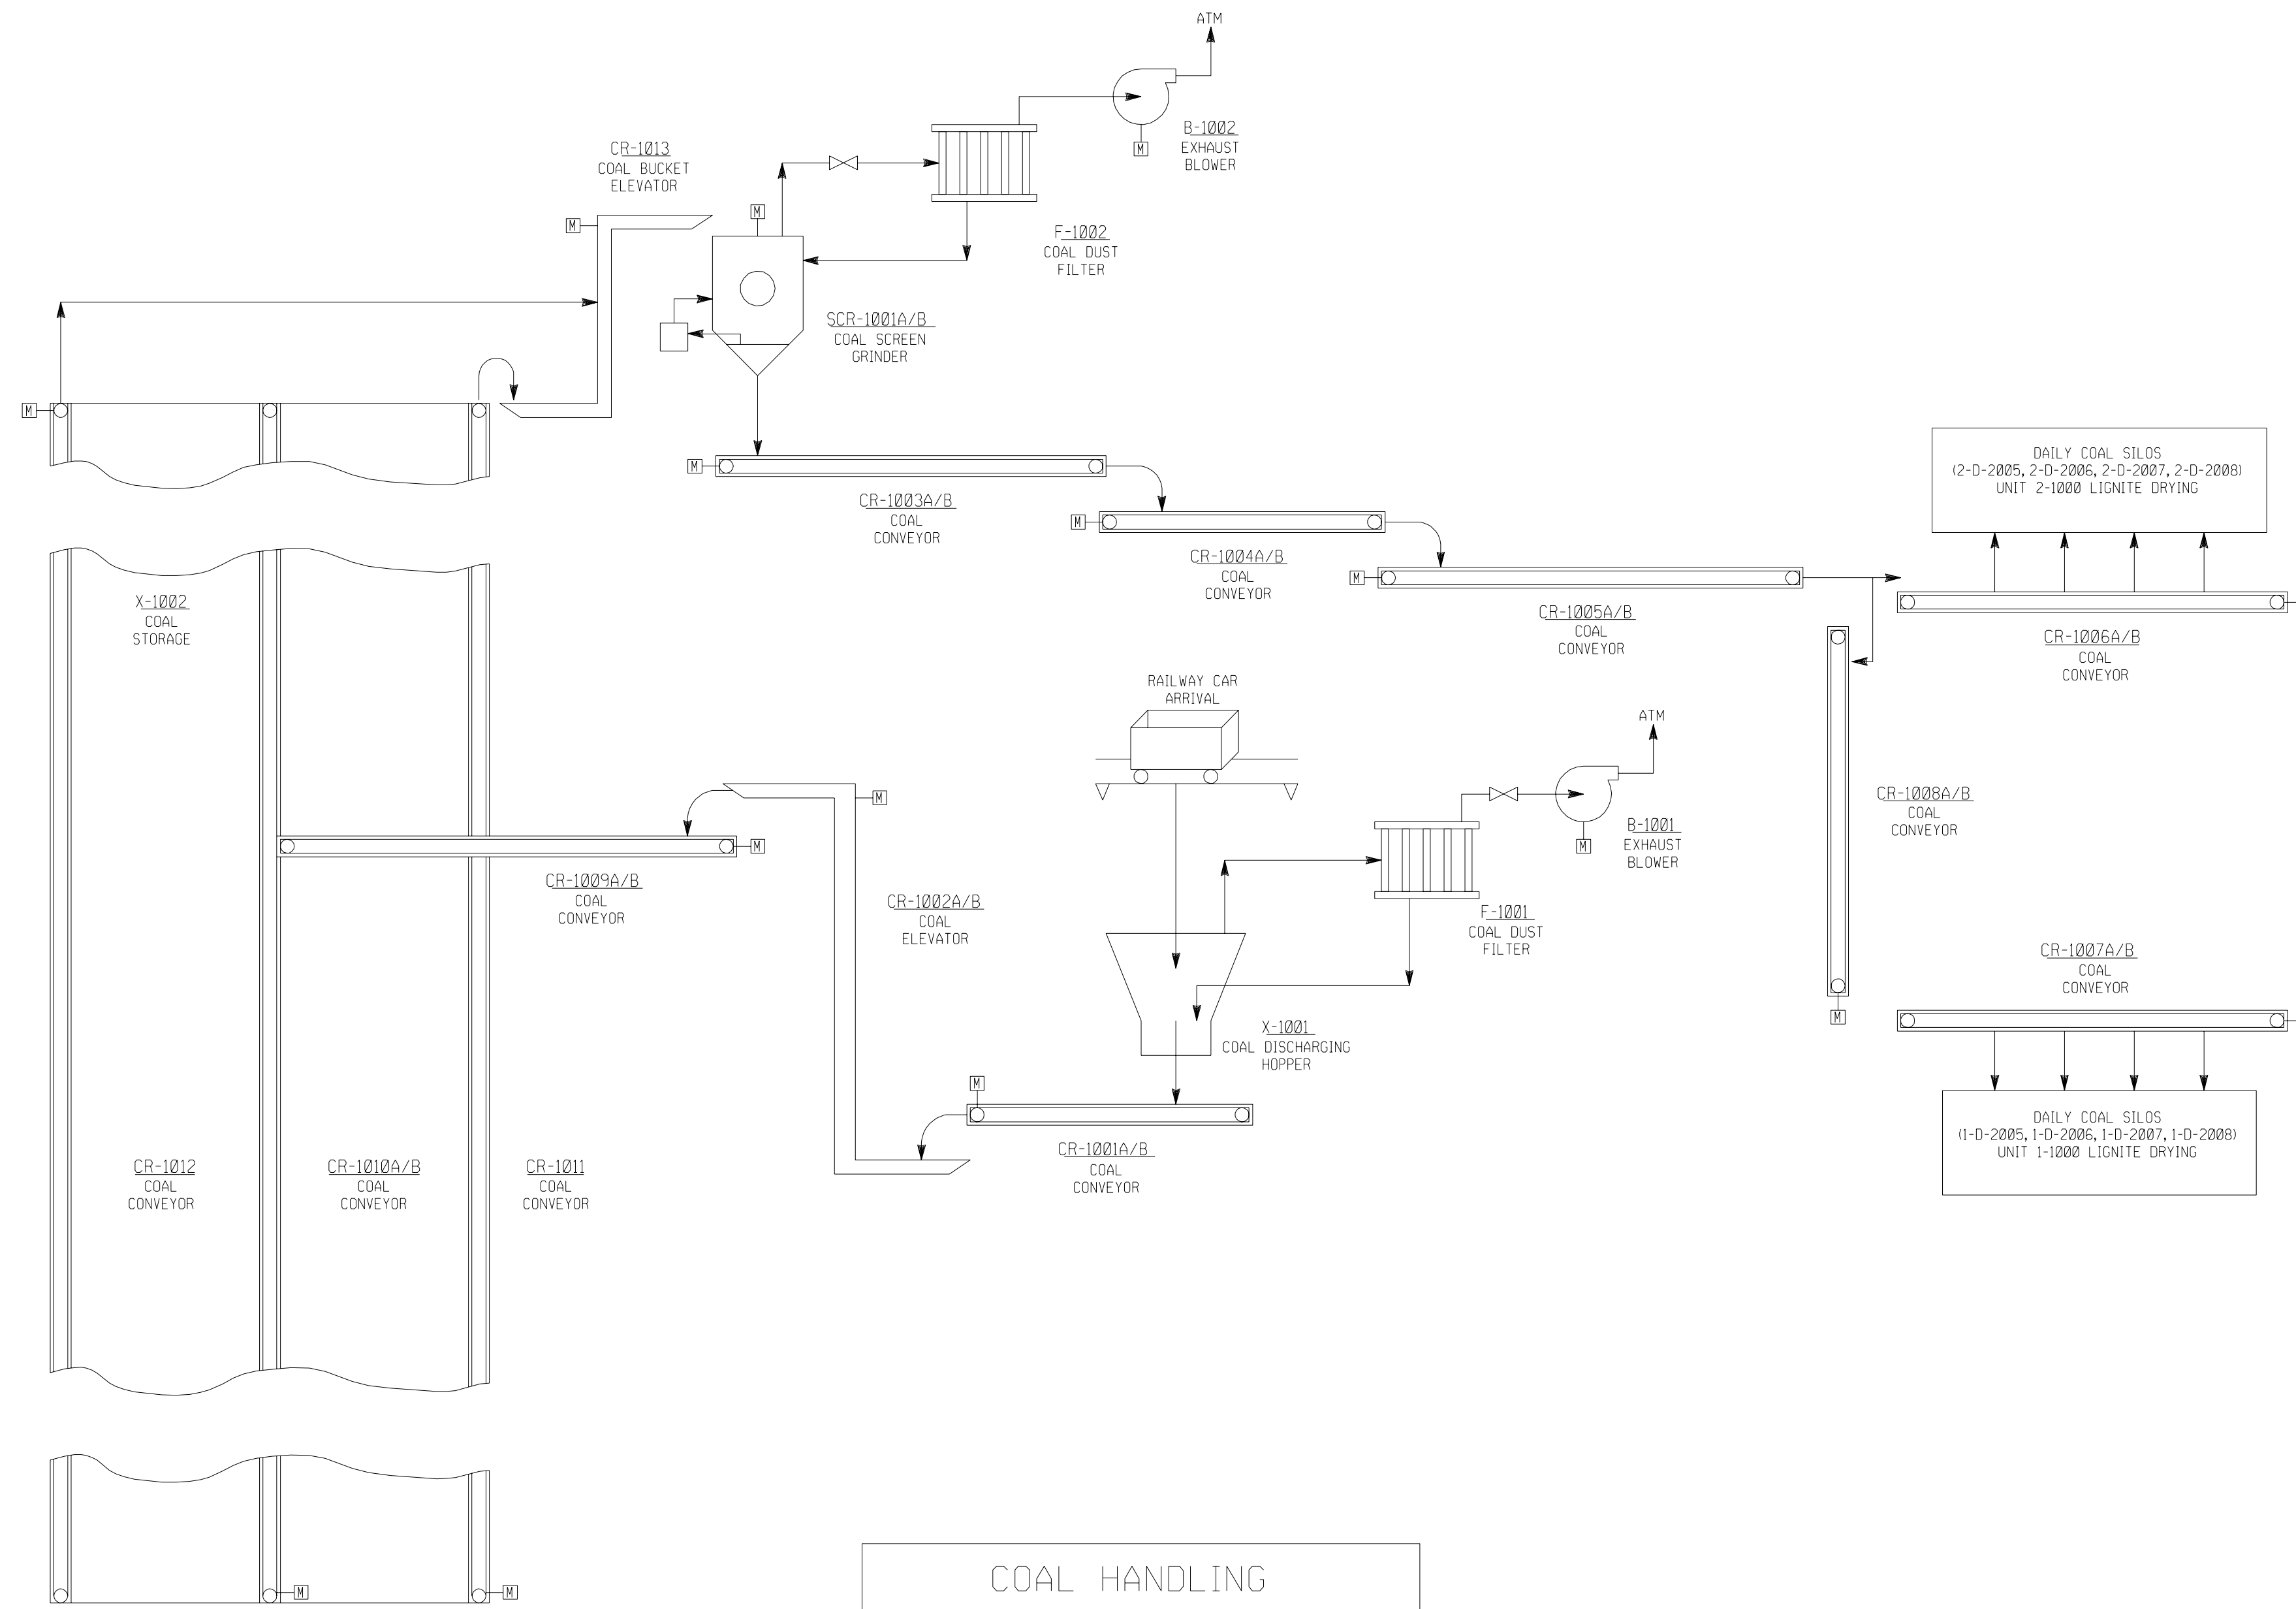 ATM
B-1002
EXHAUST
BLOWER
M
CR-1013
COAL BUCKET
ELEVATOR
M
M
F-1002
COAL DUST
FILTER
SCR-1001A/B
COAL SCREEN
GRINDER
M
M
CR-1003A/B
COAL
CONVEYOR
M
CR-1004A/B
COAL
CONVEYOR
M
CR-1005A/B
COAL
CONVEYOR
DAILY COAL SILOS
(2-D-2005, 2-D-2006, 2-D-2007, 2-D-2008)
UNIT 2-1000 LIGNITE DRYING
CR-1006A/B
COAL
CONVEYOR
X-1002
COAL
STORAGE
RAILWAY CAR
ARRIVAL
ATM
M
M
B-1001
EXHAUST
BLOWER
M
CR-1008A/B
COAL
CONVEYOR
CR-1009A/B
COAL
CONVEYOR
CR-1002A/B
COAL
ELEVATOR
F-1001
COAL DUST
FILTER
CR-1007A/B
COAL
CONVEYOR
M
X-1001
COAL DISCHARGING
HOPPER
M
CR-1001A/B
COAL
CONVEYOR
DAILY COAL SILOS
(1-D-2005, 1-D-2006, 1-D-2007, 1-D-2008)
UNIT 1-1000 LIGNITE DRYING
CR-1012
COAL
CONVEYOR
CR-1010A/B
COAL
CONVEYOR
CR-1011
COAL
CONVEYOR
M
M
COAL HANDLING